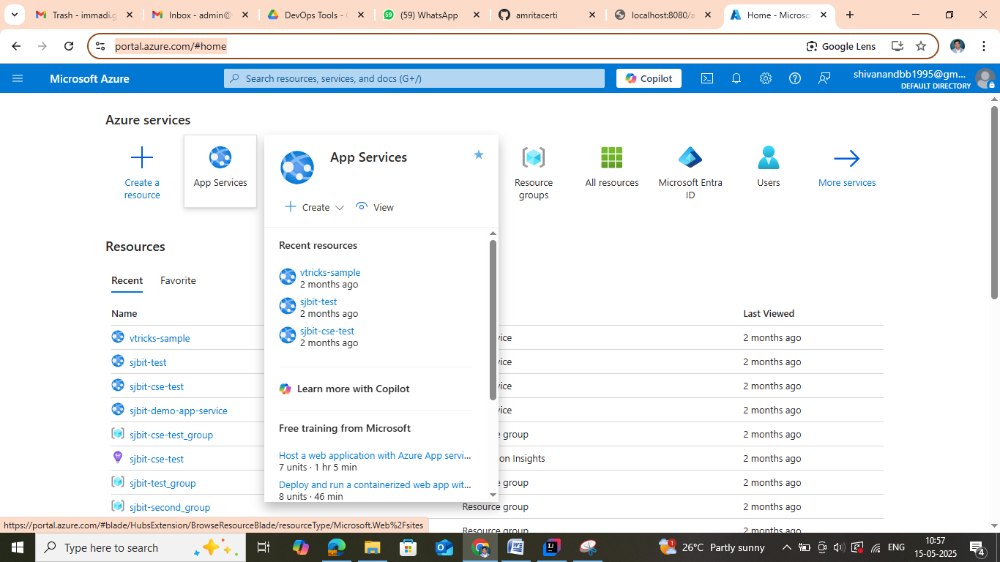 Trash - immadi.g
Inbox - admin@
DevOps Tools - 
(59) WhatsApp
amritacerti
localhost:8080/a
Home - Microso
portal.azure.com/#home
Google Lens
Microsoft Azure
Search resources, services, and docs (G+/)
Copilot
shivanandbb1995@gm...
DEFAULT DIRECTORY
Azure services
Create a
resource
App Services
App Services
Create
View
Resource
groups
All resources
Microsoft Entra
ID
Users
More services
Recent resources
vtricks-sample
2 months ago
sjbit-test
2 months ago
sjbit-cse-test
2 months ago
Learn more with Copilot
Free training from Microsoft
Host a web application with Azure App servi...
7 units · 1 hr 5 min
Deploy and run a containerized web app wit...
8 units · 46 min
Resources
Recent
Favorite
Name
Last Viewed
vtricks-sample
vice
2 months ago
sjbit-test
vice
2 months ago
sjbit-cse-test
vice
2 months ago
sjbit-demo-app-service
vice
2 months ago
sjbit-cse-test_group
e group
2 months ago
sjbit-cse-test
on Insights
2 months ago
sjbit-test_group
e group
2 months ago
sjbit-second_group
Resource group
2 months ago
Resource group
2 months ago
https://portal.azure.com/#blade/HubsExtension/BrowseResourceBlade/resourceType/Microsoft.Web%2Fsites
Type here to search
26°C Partly sunny
ENG
10:57
15-05-2025
4